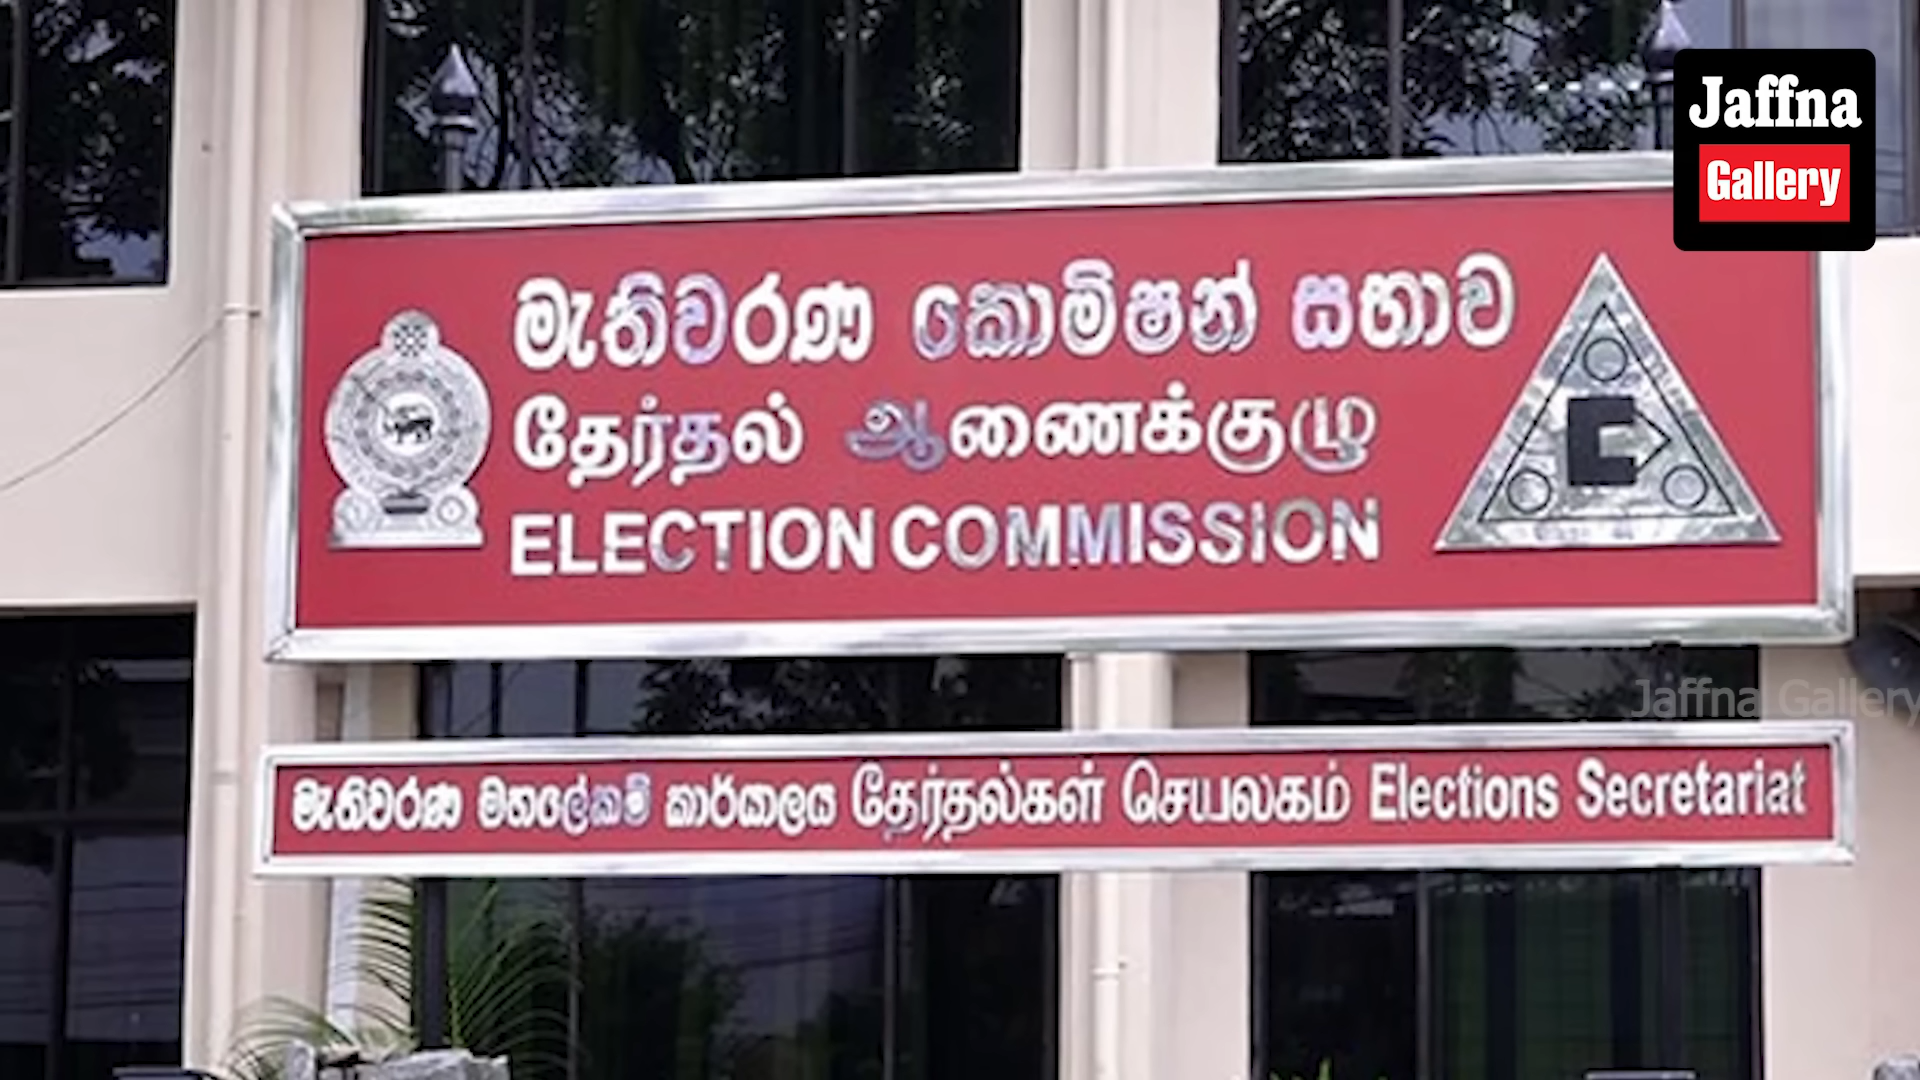 Jaffna
Gallery
මැතිවරණ කොමිෂන් සභාව
தேர்தல் ஆணைக்குழு
ELECTION COMMISSION
Jaffna Gallery
මැතිවරණ මහලේකම් කාර්යාලය தேர்தல்கள் செயலகம் Elections Secretariat